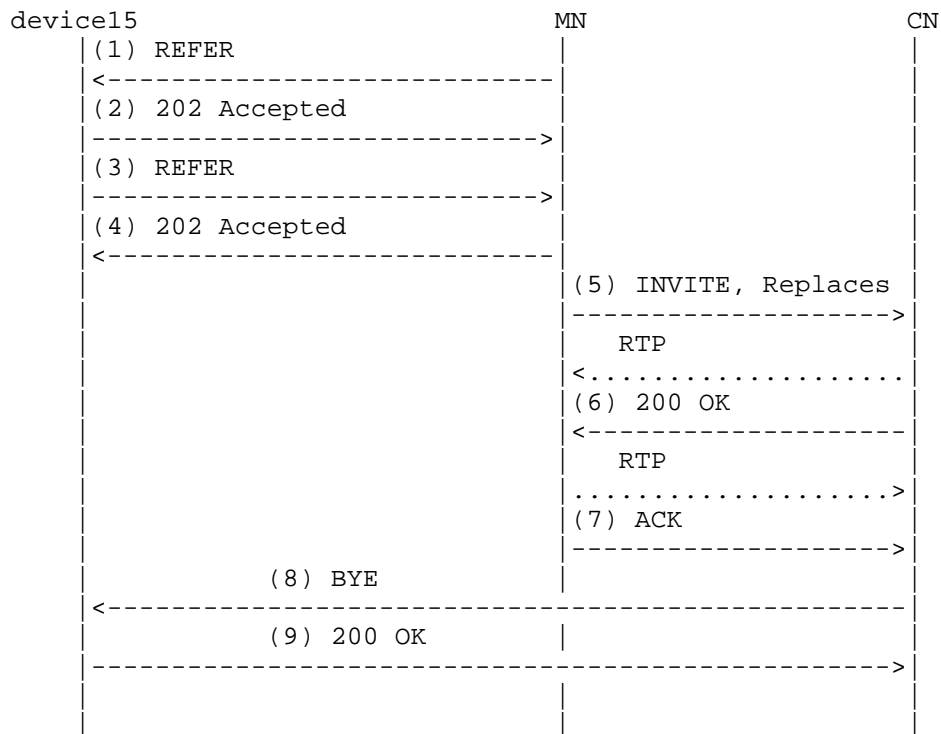 device15 MN CN
(1) REFER
(2) 202 Accepted
(3) REFER
(4) 202 Accepted
(5) INVITE, Replaces
RTP
(6) 200 OK
RTP
(7) ACK
(8) BYE
(9) 200 OK